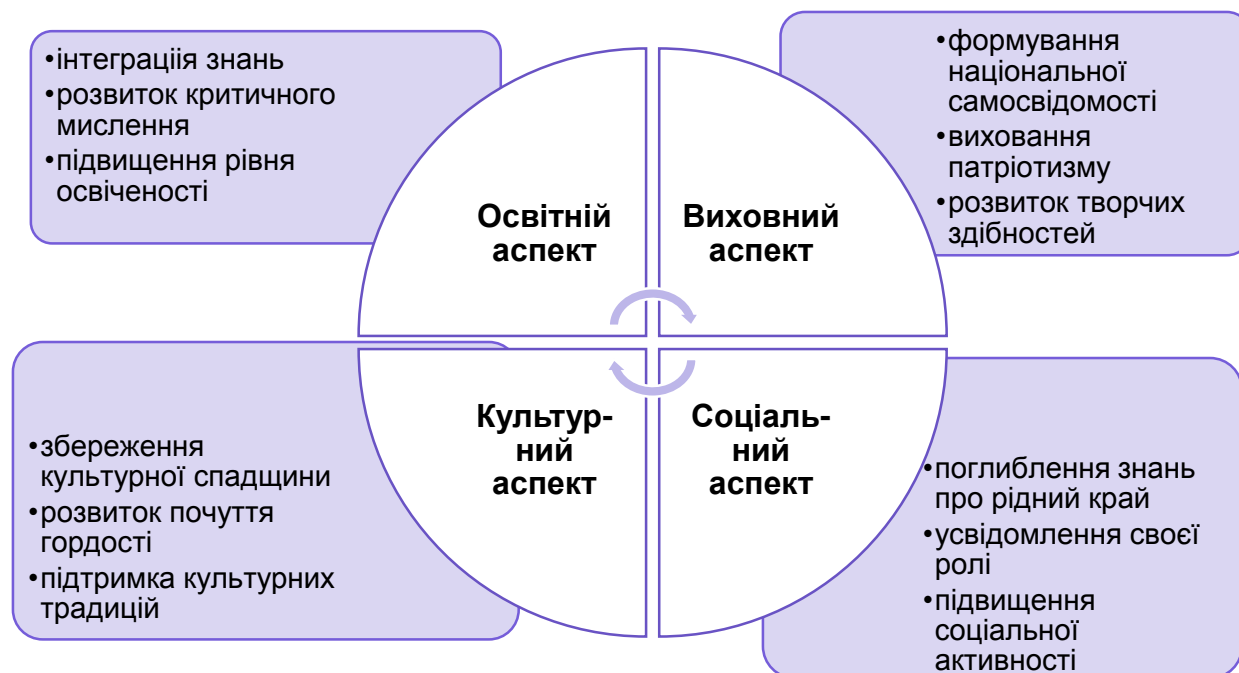 •інтеграціія знань
•розвиток критичного
мислення
•підвищення рівня
освіченості
•формування
національної
самосвідомості
•виховання
патріотизму
•розвиток творчих
здібностей
Освітній
аспект
Виховний
аспект
Культур-
ний
аспект
Соціаль-
ний
аспект
•збереження
культурної спадщини
•розвиток почуття
гордості
•підтримка культурних
традицій
•поглиблення знань
про рідний край
•усвідомлення своєї
ролі
•підвищення
соціальної
активності